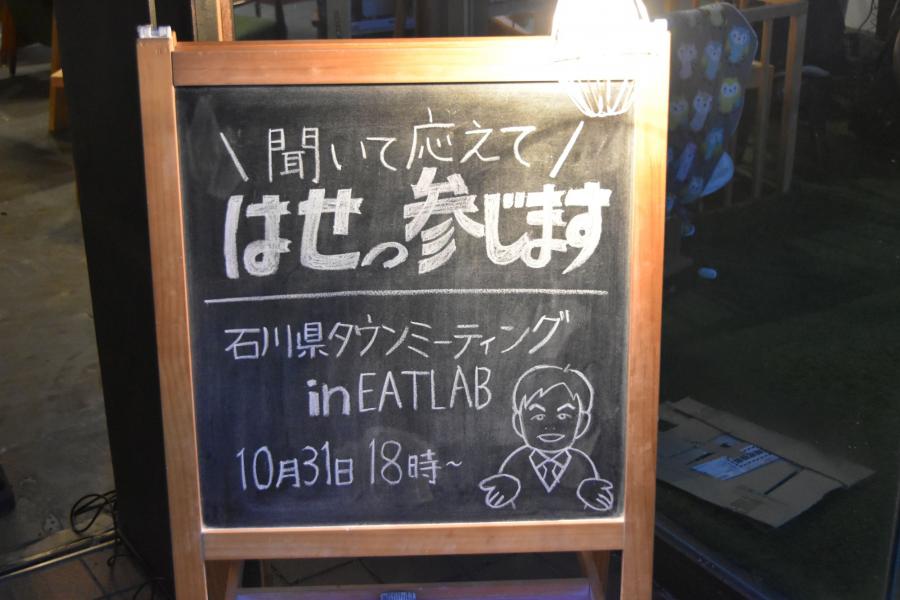 \ 聞いて応えて /
はせっ参じます
石川県タウンミーティング
in EATLAB
10月31日 18時~